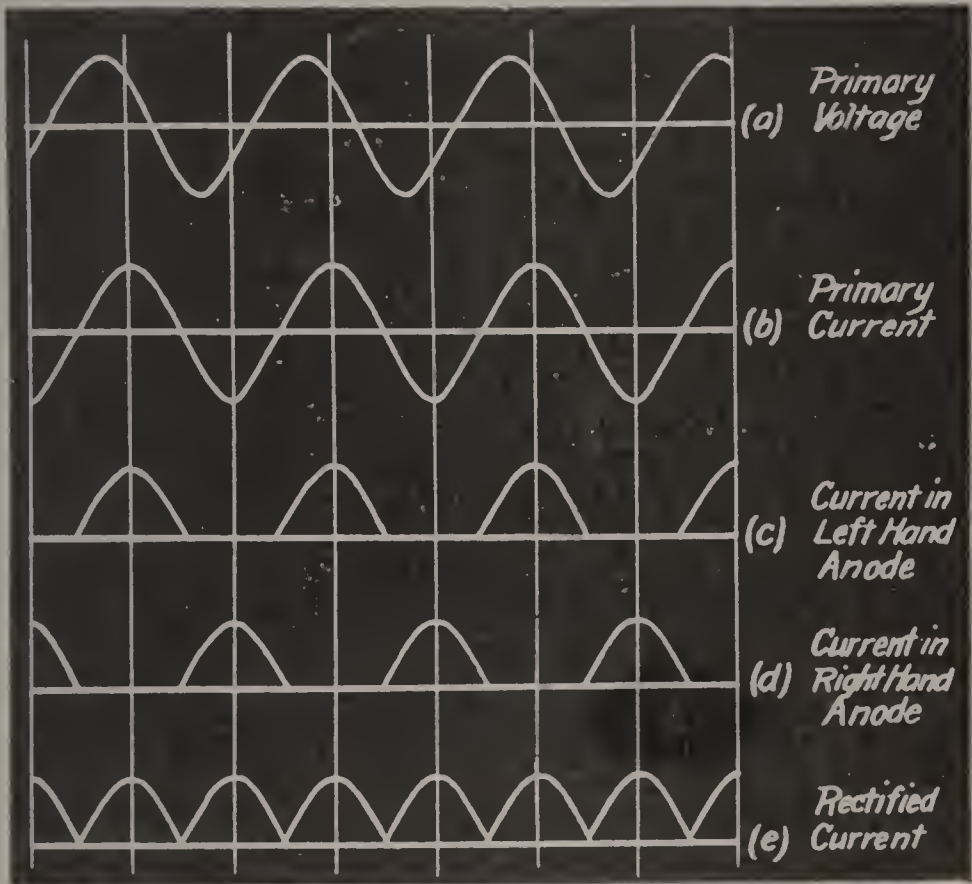 Primary
(a) Voltage
Primary
(b) Current
Current in
(c) Left Hand
Anode
Current in
(d) Right Hand
Anode
Rectified
(e) Current